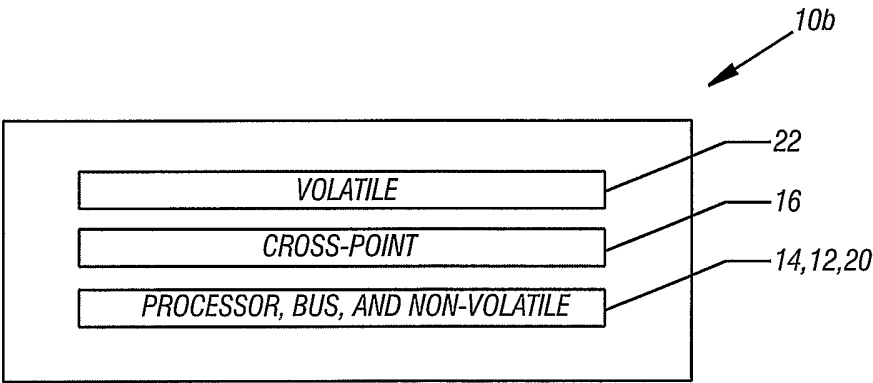 10b
VOLATILE
22
CROSS-POINT
16
PROCESSOR, BUS, AND NON-VOLATILE
14,12,20